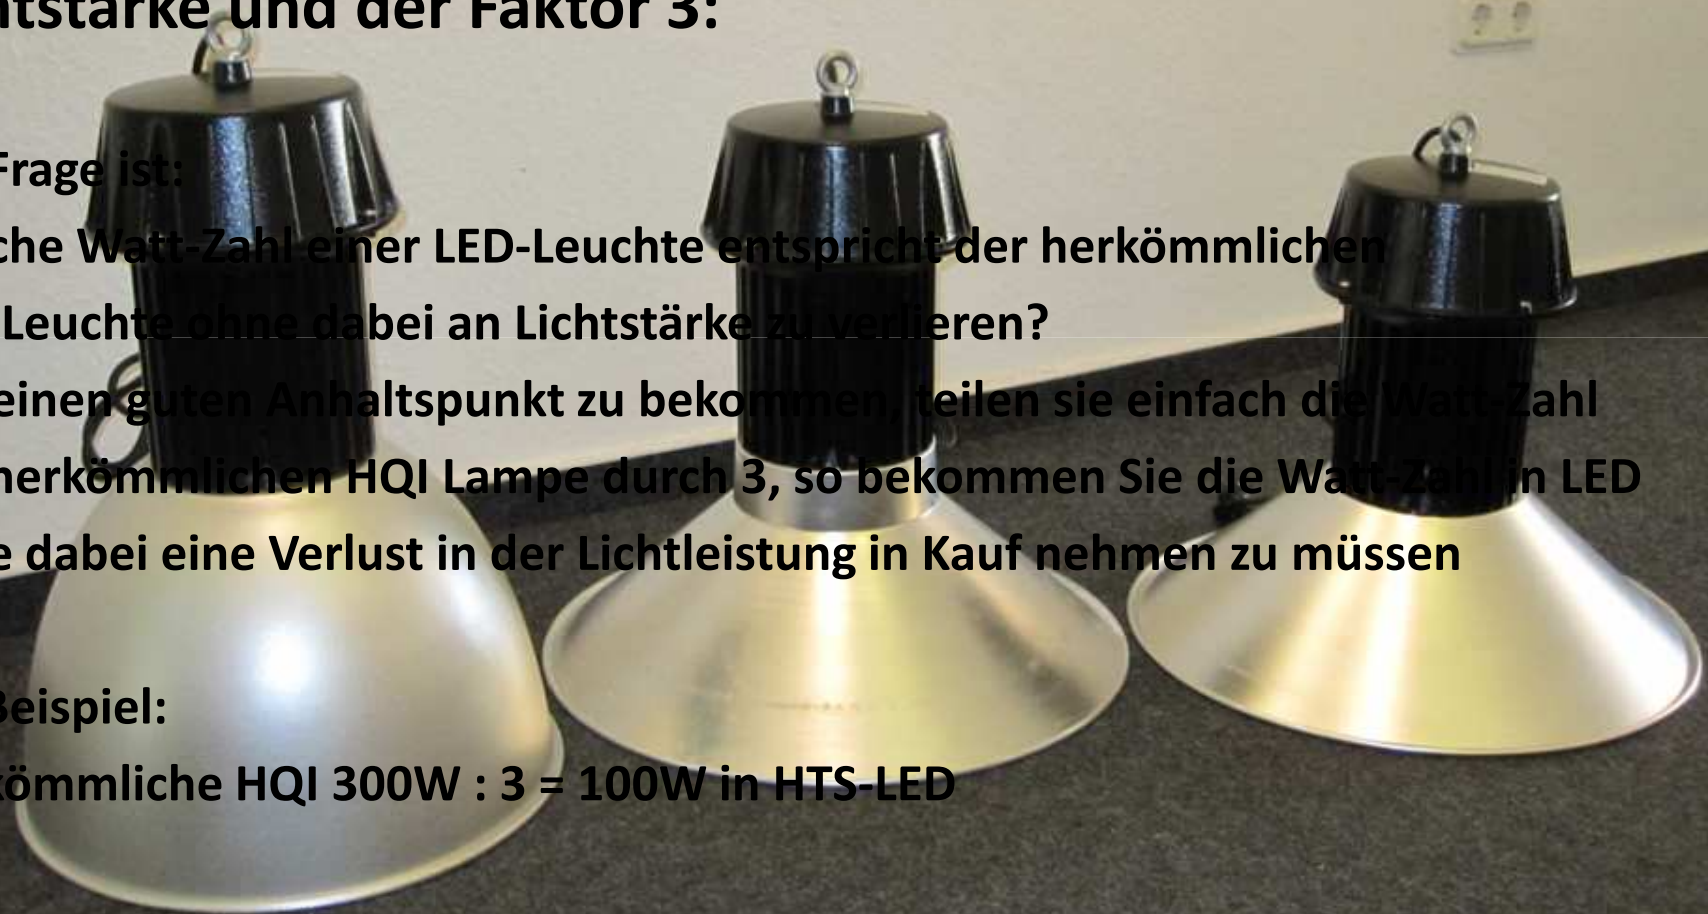 htstärke und der Faktor 3:
Frage ist:
che Watt-Zahl einer LED-Leuchte entspricht der herkömmlichen
Leuchte ohne dabei an Lichtstärke zu verlieren?
einen guten Anhaltspunkt zu bekommen, teilen sie einfach die Watt-Zahl
herkömmlichen HQI Lampe durch 3, so bekommen Sie die Watt-Zahl in LED
e dabei eine Verlust in der Lichtleistung in Kauf nehmen zu müssen
Beispiel:
kömmliche HQI 300W : 3 = 100W in HTS-LED